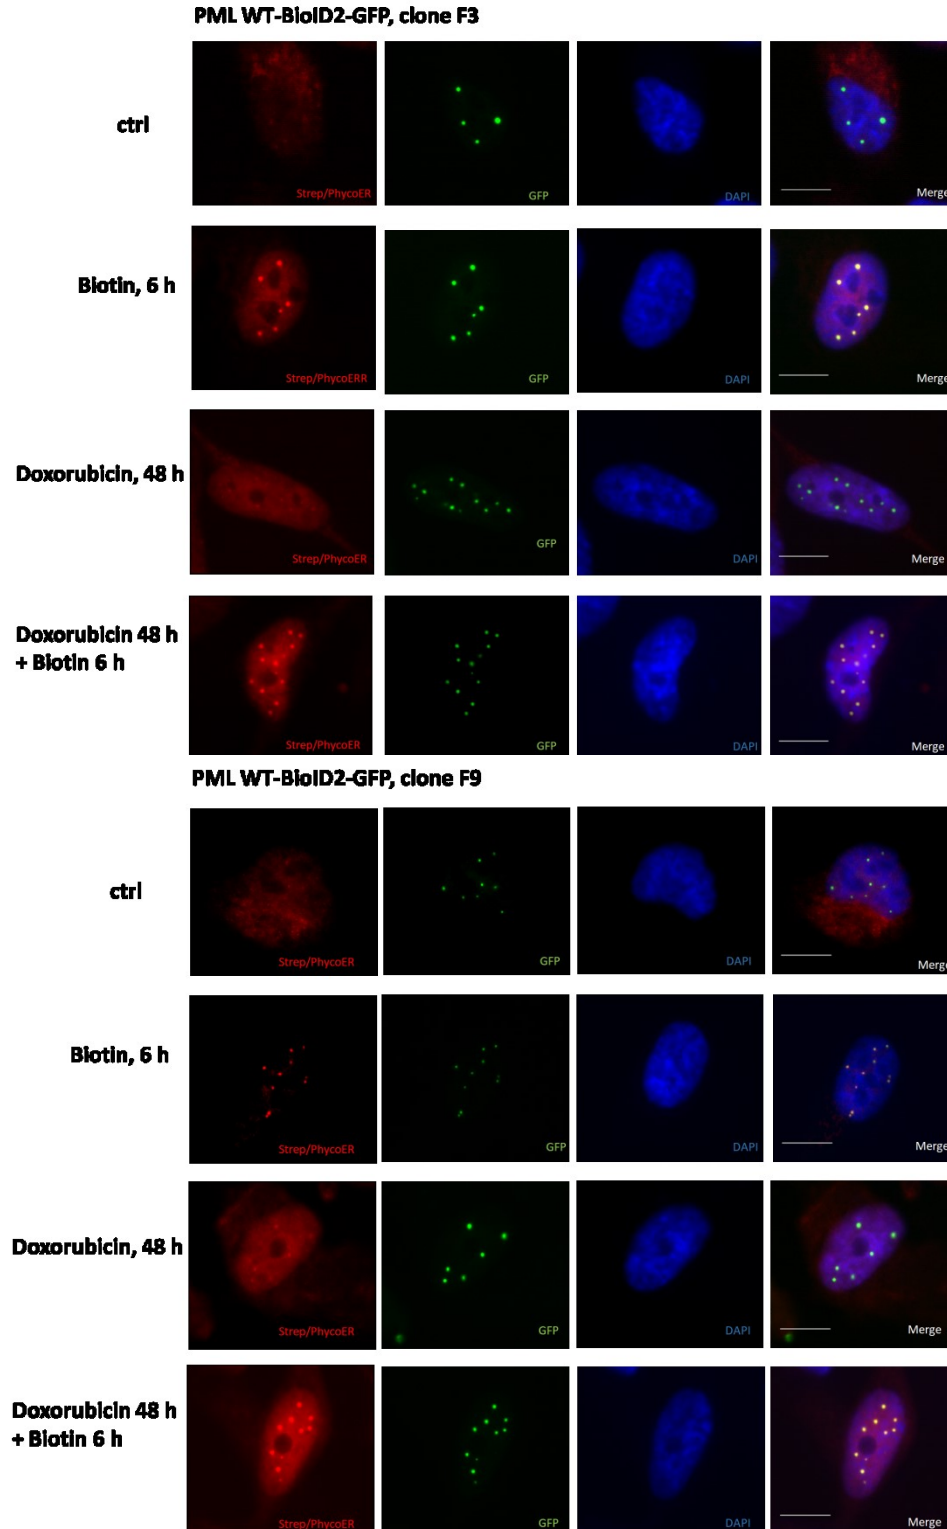 PML WT-BioID2-GFP, clone F3
ctrl
Strep/PhycoER
GFP
DAPI
Merge
Biotin, 6 h
Strep/PhycoERR
GFP
DAPI
Merge
Doxorubicin, 48 h
Strep/PhycoER
GFP
DAPI
Merge
Doxorubicin 48 h
+ Biotin 6 h
Strep/PhycoER
GFP
DAPI
Merge
PML WT-BioID2-GFP, clone F9
ctrl
Strep/PhycoER
GFP
DAPI
Merge
Biotin, 6 h
Strep/PhycoER
GFP
DAPI
Merge
Doxorubicin, 48 h
Strep/PhycoER
GFP
DAPI
Merge
Doxorubicin 48 h
+ Biotin 6 h
Strep/PhycoER
GFP
DAPI
Merge